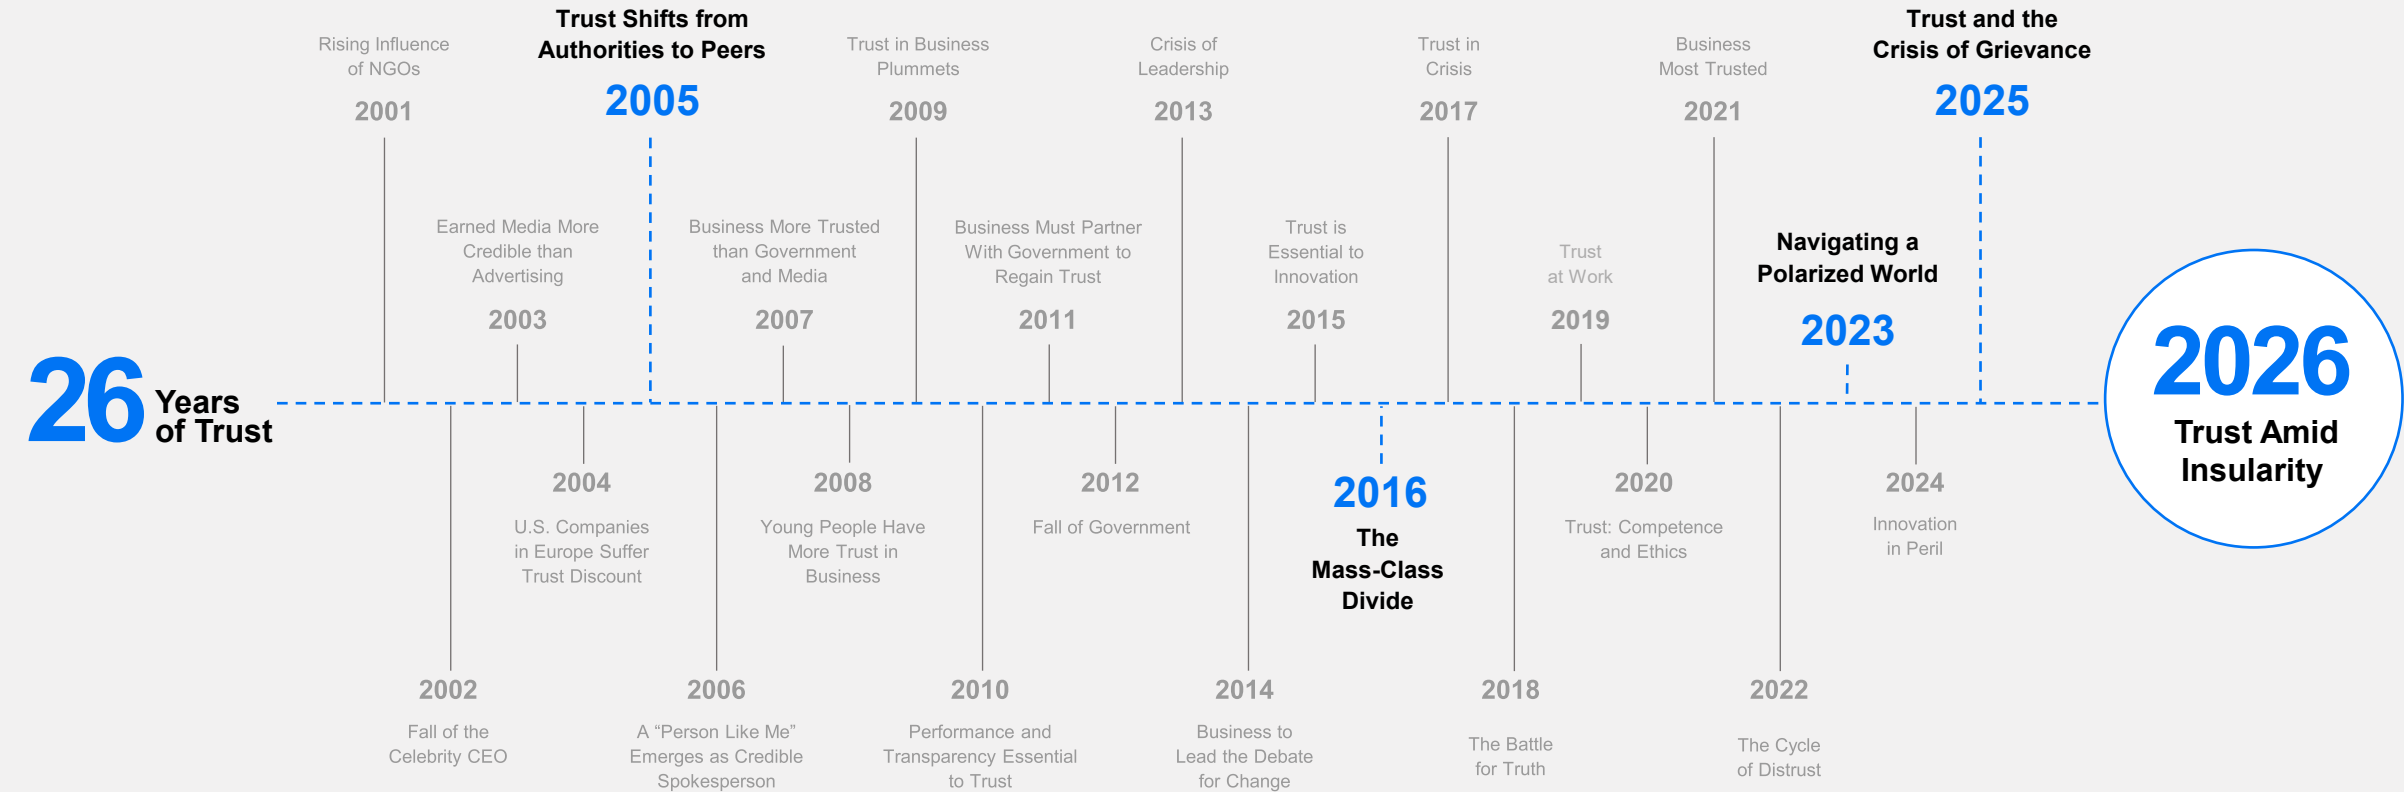 26 Years
of Trust
Rising Influence
of NGOs
2001
2002
Fall of the
Celebrity CEO
Earned Media More
Credible than
Advertising
2003
2004
U.S. Companies
in Europe Suffer
Trust Discount
Trust Shifts from
Authorities to Peers
2005
2006
A “Person Like Me”
Emerges as Credible
Spokesperson
Business More Trusted
than Government
and Media
2007
2008
Young People Have
More Trust in
Business
Trust in Business
Plummets
2009
2010
Performance and
Transparency Essential
to Trust
Business Must Partner
With Government to
Regain Trust
2011
2012
Fall of Government
Crisis of
Leadership
2013
2014
Business to
Lead the Debate
for Change
Trust is
Essential to
Innovation
2015
2016
The
Mass-Class
Divide
Trust in
Crisis
2017
2018
The Battle
for Truth
Trust
at Work
2019
2020
Trust: Competence
and Ethics
Business
Most Trusted
2021
2022
The Cycle
of Distrust
Navigating a
Polarized World
2023
2024
Innovation
in Peril
Trust and the
Crisis of Grievance
2025
2026
Trust Amid
Insularity